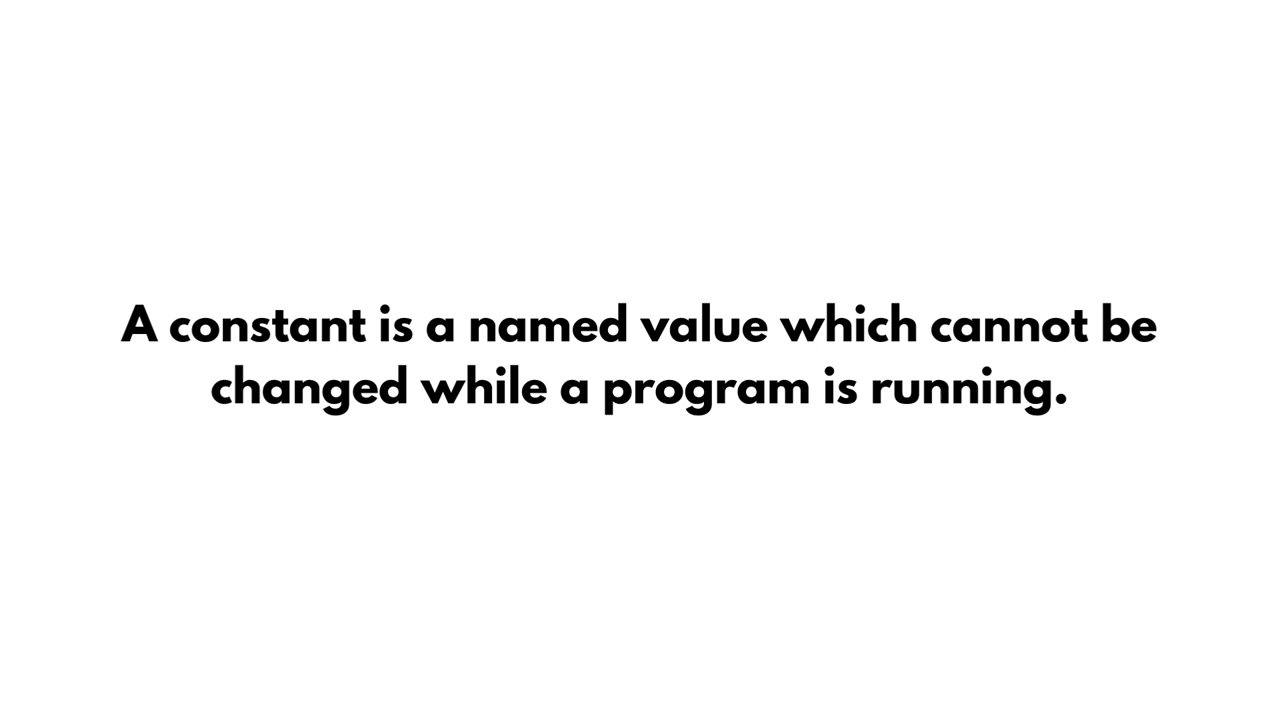 A constant is a named value which cannot be
changed while a program is running.